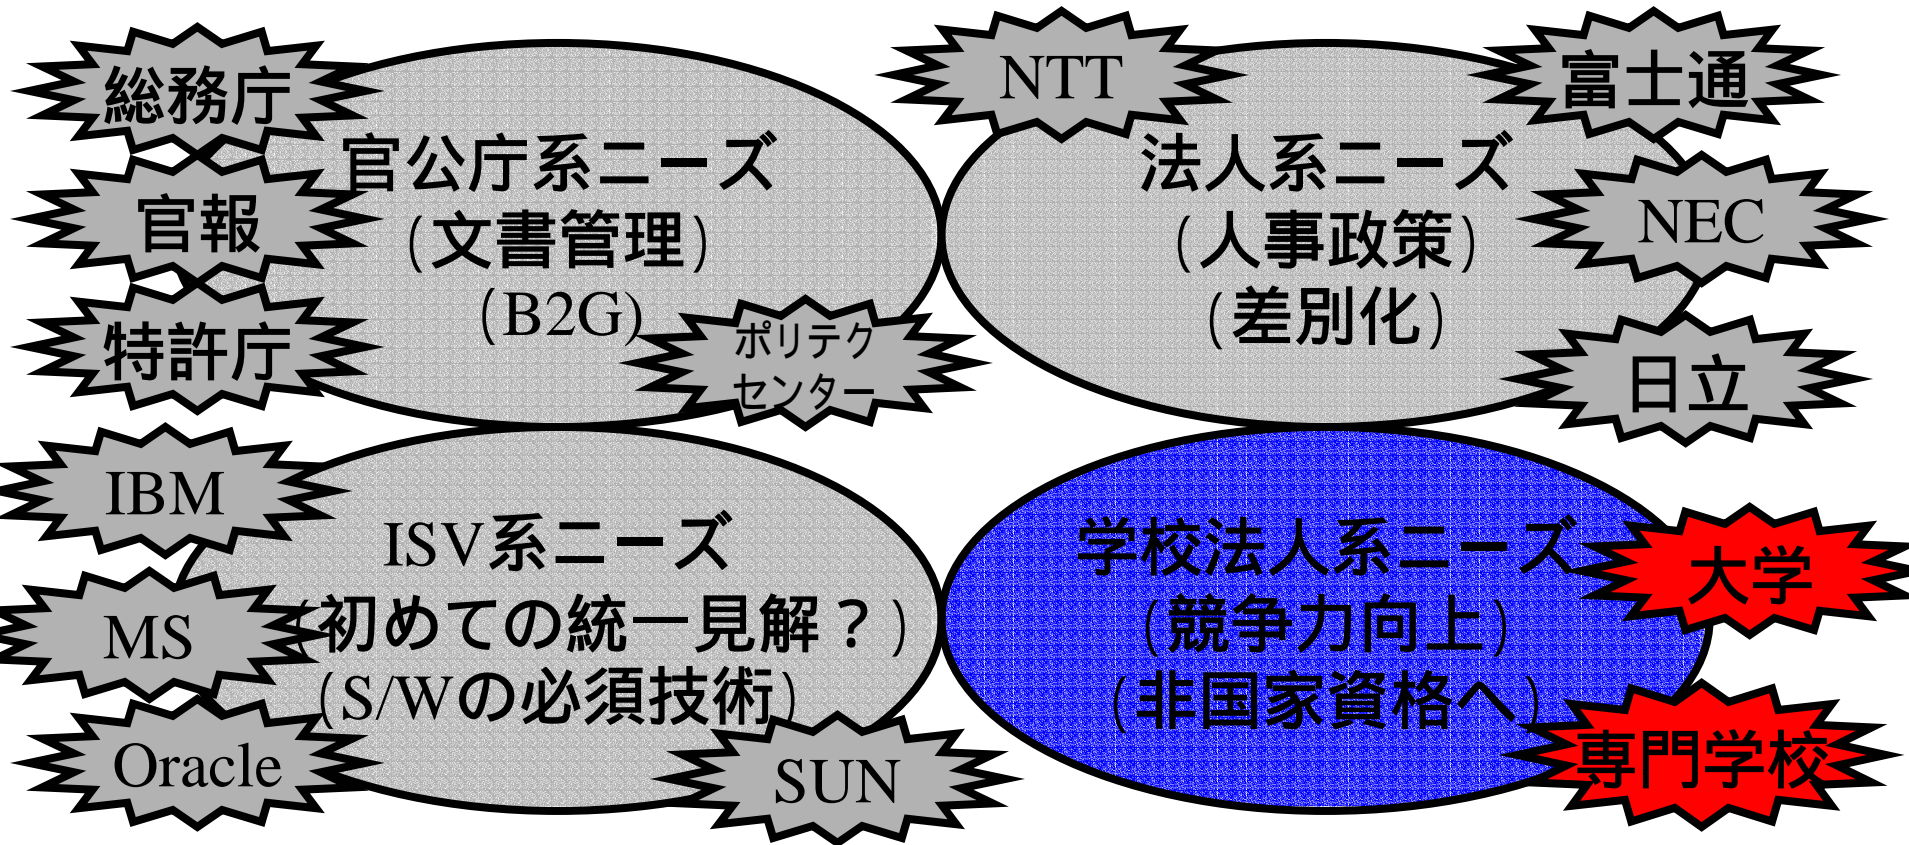 総務庁
官報
特許庁
官公庁系ニーズ
(文書管理)
(B2G)
ポリテク
センター
NTT
富士通
法人系ニーズ
(人事政策)
(差別化)
NEC
日立
IBM
MS
Oracle
ISV系ニーズ
(初めての統一見解？)
(S/Wの必須技術)
SUN
学校法人系ニーズ
(競争力向上)
(非国家資格へ)
大学
専門学校